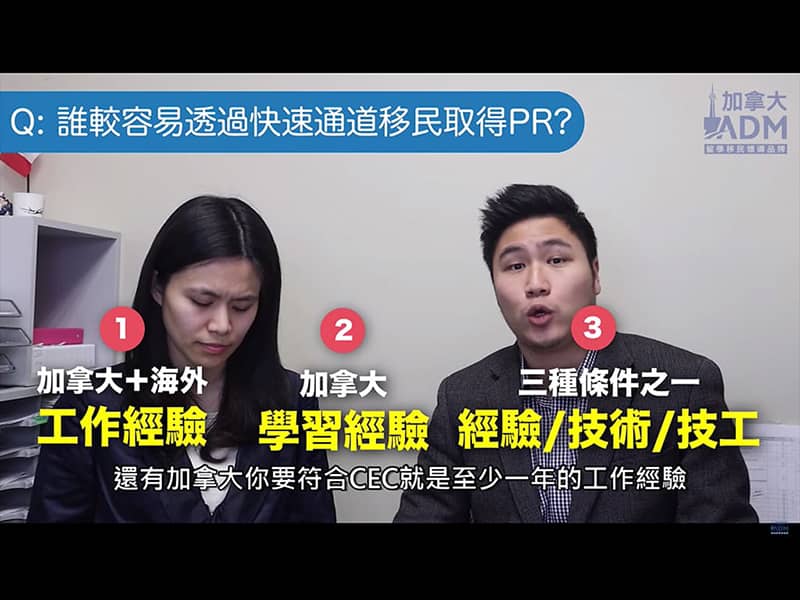 Q: 誰較容易透過快速通道移民取得PR?
加拿大
ADM
留學移民領導品牌
1
加拿大+海外
工作經驗
2
加拿大
學習經驗
3
三種條件之一
經驗/技術/技工
還有加拿大你要符合CEC就是至少一年的工作經驗
ADM